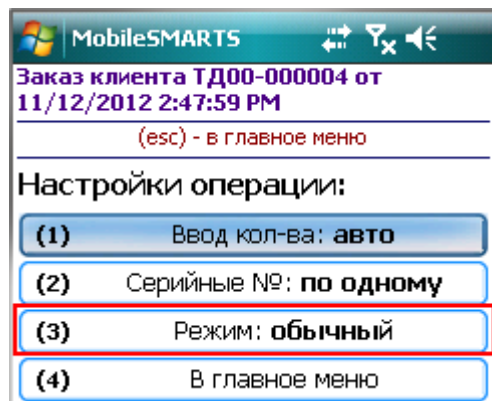 MobileSMARTS
Заказ клиента ТД00-000004 от
11/12/2012 2:47:59 PM
(esc) - в главное меню
Настройки операции:
(1) Ввод кол-ва: авто
(2) Серийные №: по одному
(3) Режим: обычный
(4) В главное меню